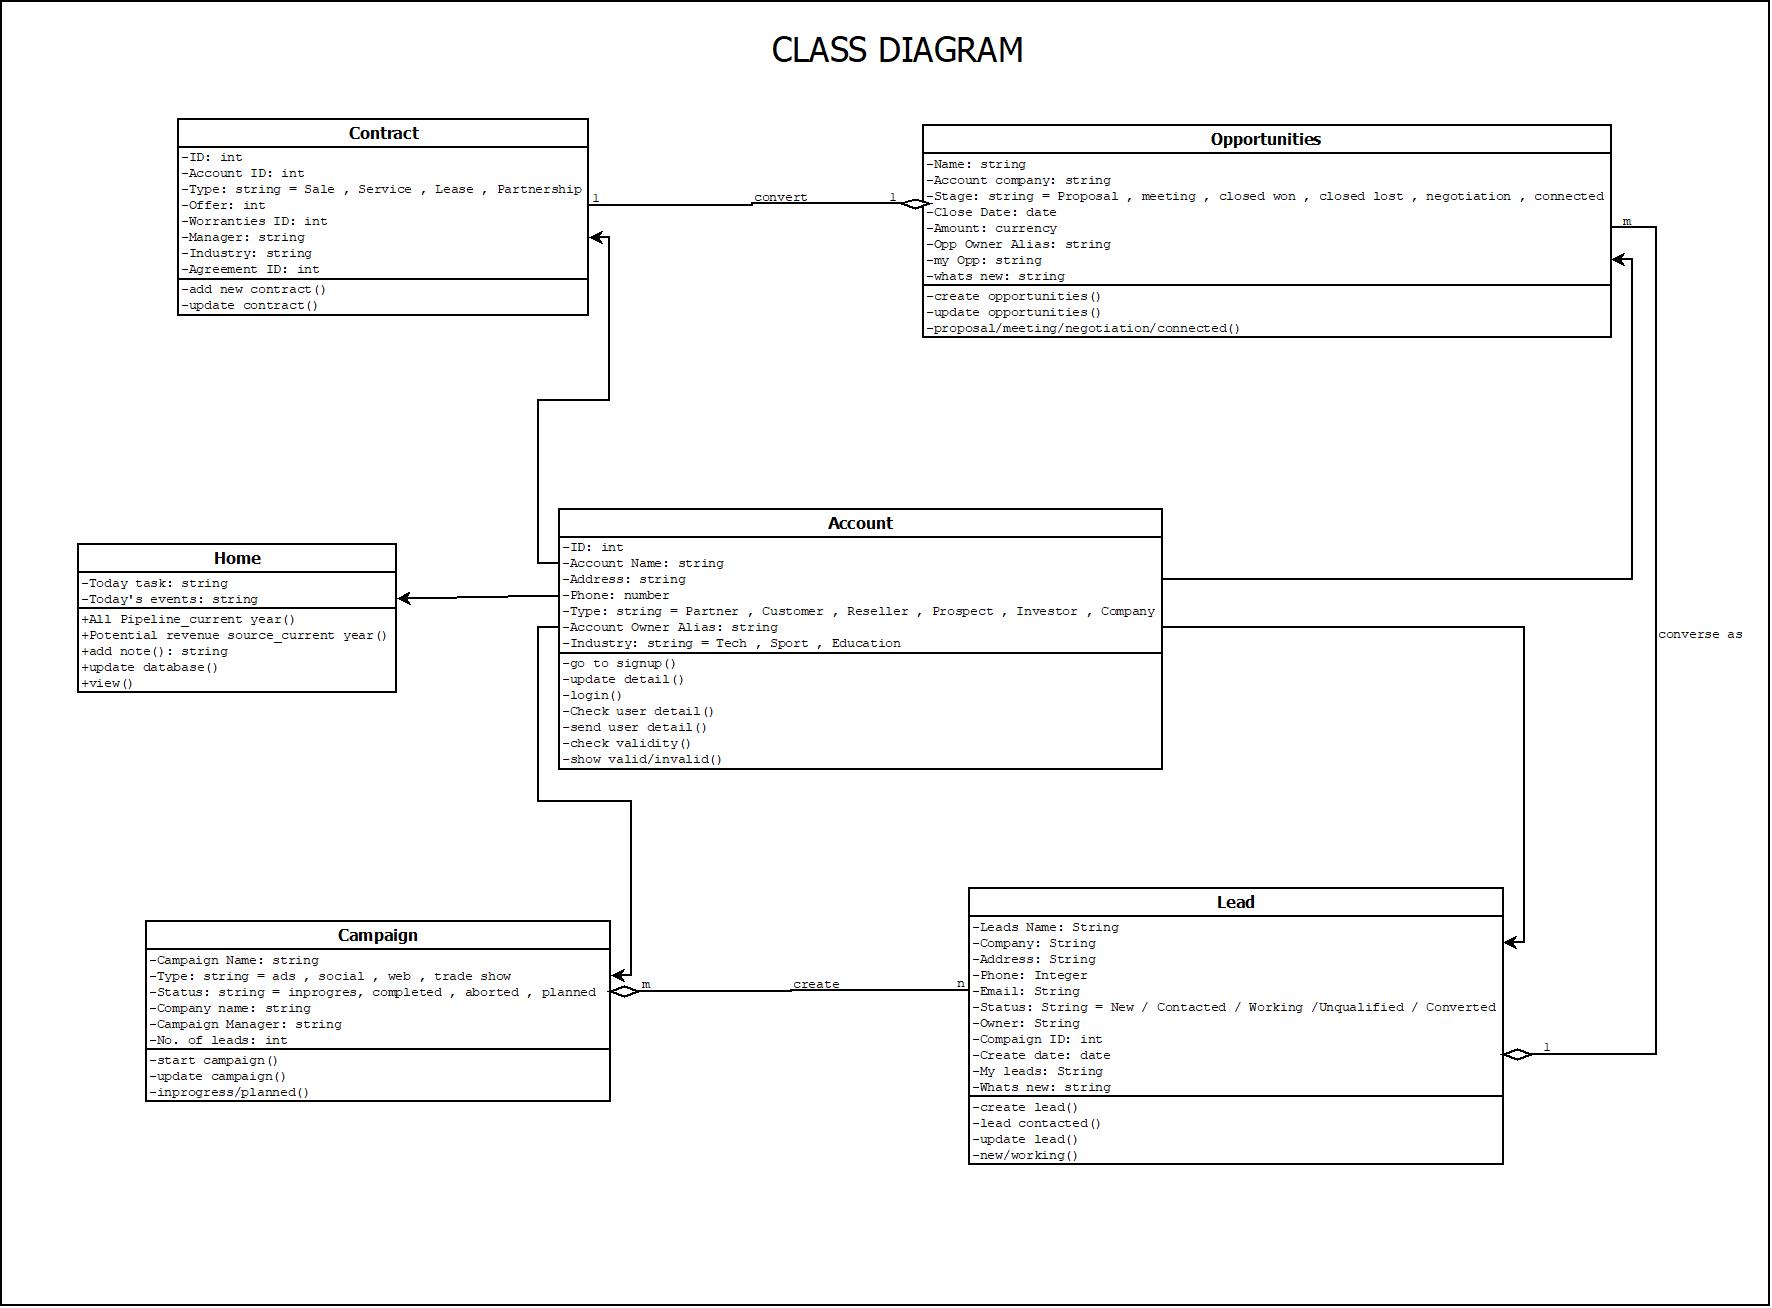 CLASS DIAGRAM
Contract
-ID: int
-Account ID: int
-Type: string = Sale , Service , Lease , Partnership
-Offer: int
-Worranties ID: int
-Manager: string
-Industry: string
-Agreement ID: int
-add new contract()
-update contract()
1
convert
1
Opportunities
-Name: string
-Account company: string
-Stage: string = Proposal , meeting , closed won , closed lost , negotiation , connected
-Close Date: date
-Amount: currency
-Opp Owner Alias: string
-my Opp: string
-whats new: string
-create opportunities()
-update opportunities()
-proposal/meeting/negotiation/connected()
m
converse as
Home
-Today task: string
-Today's events: string
+All Pipeline_current year()
+Potential revenue source_current year()
+add note(): string
+update database()
+view()
Account
-ID: int
-Account Name: string
-Address: string
-Phone: number
-Type: string = Partner , Customer , Reseller , Prospect , Investor , Company
-Account Owner Alias: string
-Industry: string = Tech , Sport , Education
-go to signup()
-update detail()
-login()
-Check user detail()
-send user detail()
-check validity()
-show valid/invalid()
Campaign
-Campaign Name: string
-Type: string = ads , social , web , trade show
-Status: string = inprogres, completed , aborted , planned
-Company name: string
-Campaign Manager: string
-No. of leads: int
-start campaign()
-update campaign()
-inprogress/planned()
m
create
n
Lead
-Leads Name: String
-Company: String
-Address: String
-Phone: Integer
-Email: String
-Status: String = New / Contacted / Working /Unqualified / Converted
-Owner: String
-Compaign ID: int
-Create date: date
-My leads: String
-Whats new: string
-create lead()
-lead contacted()
-update lead()
-new/working()
1